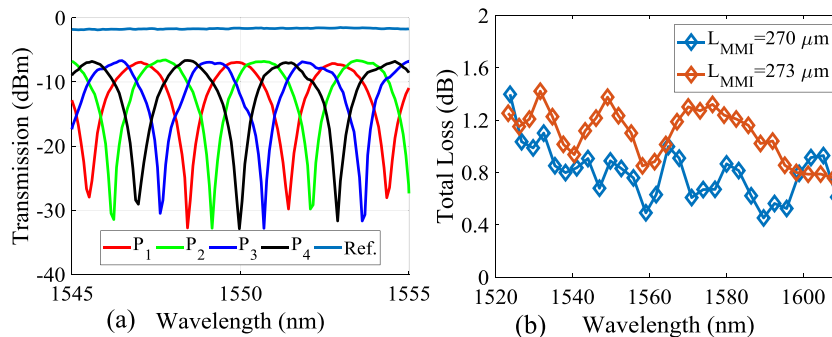 Transmission (dBm)
0
-10
-20
-30
-40
P1 P2 P3 P4 Ref.
1545 1550 1555
(a) Wavelength (nm)
Total Loss (dB)
2
1.6
1.2
0.8
0.4
0
LMMI=270 μm
LMMI=273 μm
1520 1540 1560 1580 1600
(b) Wavelength (nm)